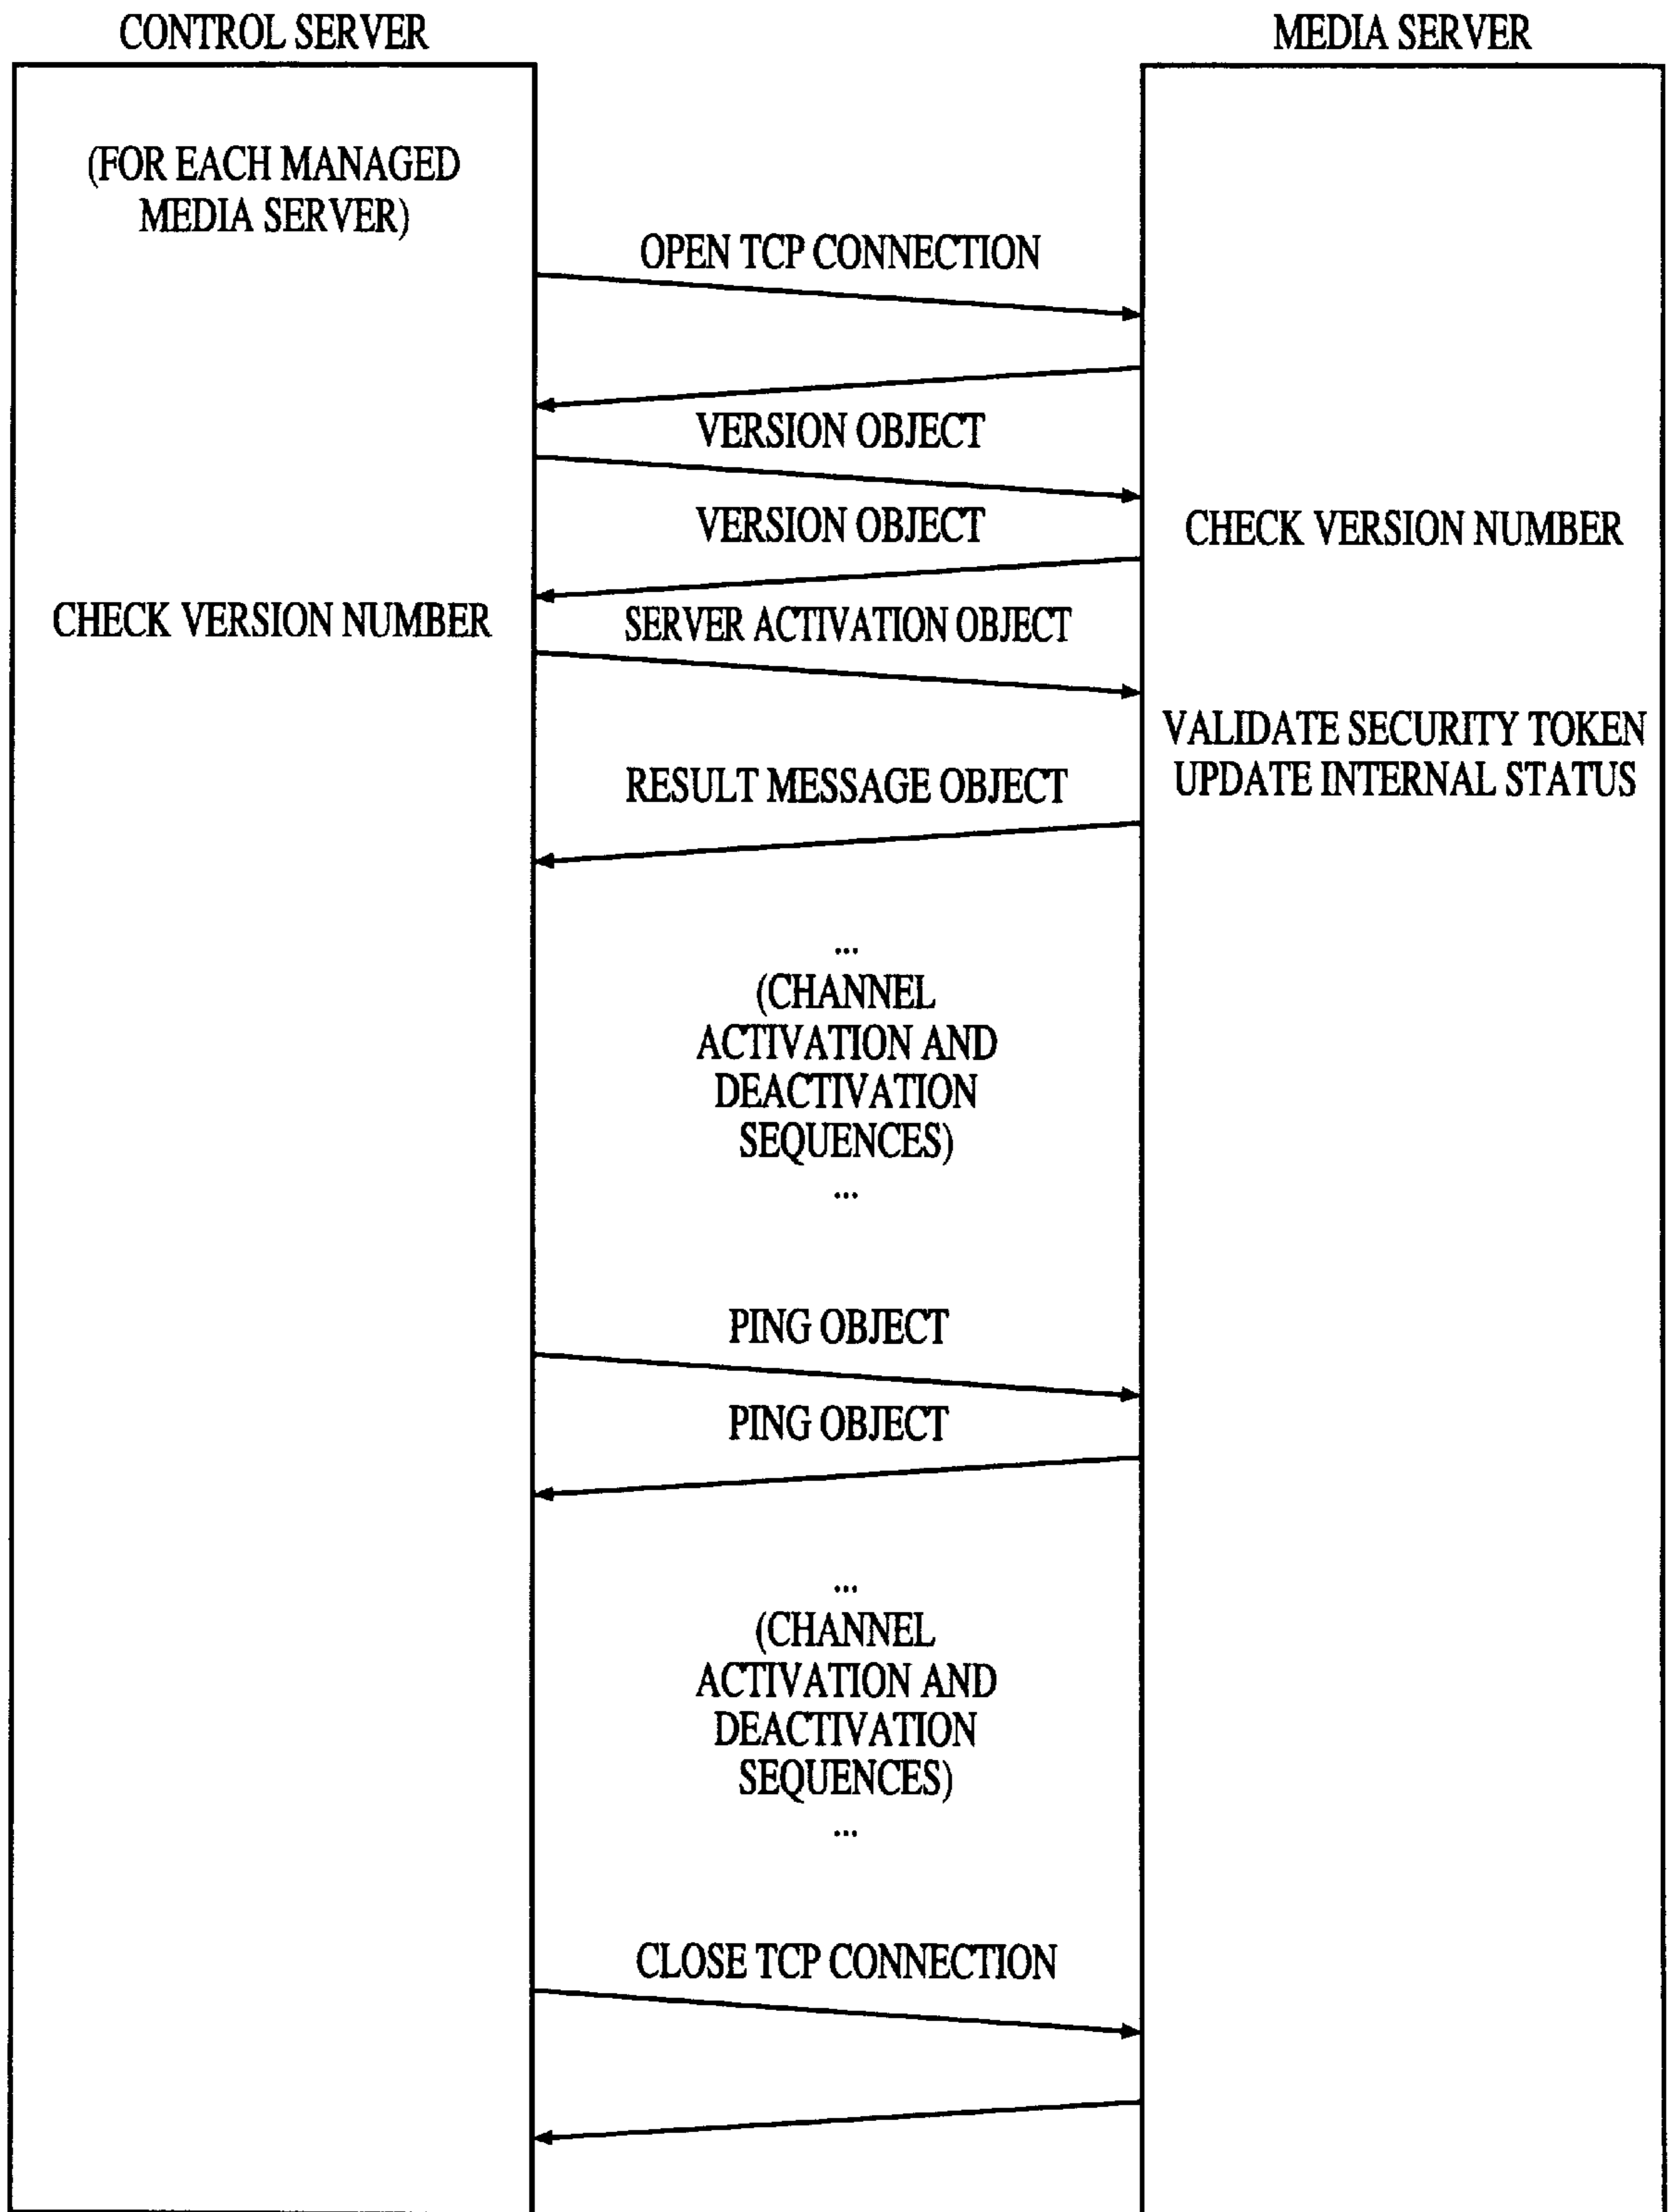 CONTROL SERVER
MEDIA SERVER
(FOR EACH MANAGED
MEDIA SERVER)
OPEN TCP CONNECTION
VERSION OBJECT
VERSION OBJECT
CHECK VERSION NUMBER
CHECK VERSION NUMBER
SERVER ACTIVATION OBJECT
VALIDATE SECURITY TOKEN
UPDATE INTERNAL STATUS
RESULT MESSAGE OBJECT
...
(CHANNEL
ACTIVATION AND
DEACTIVATION
SEQUENCES)
...
PING OBJECT
PING OBJECT
...
(CHANNEL
ACTIVATION AND
DEACTIVATION
SEQUENCES)
...
CLOSE TCP CONNECTION